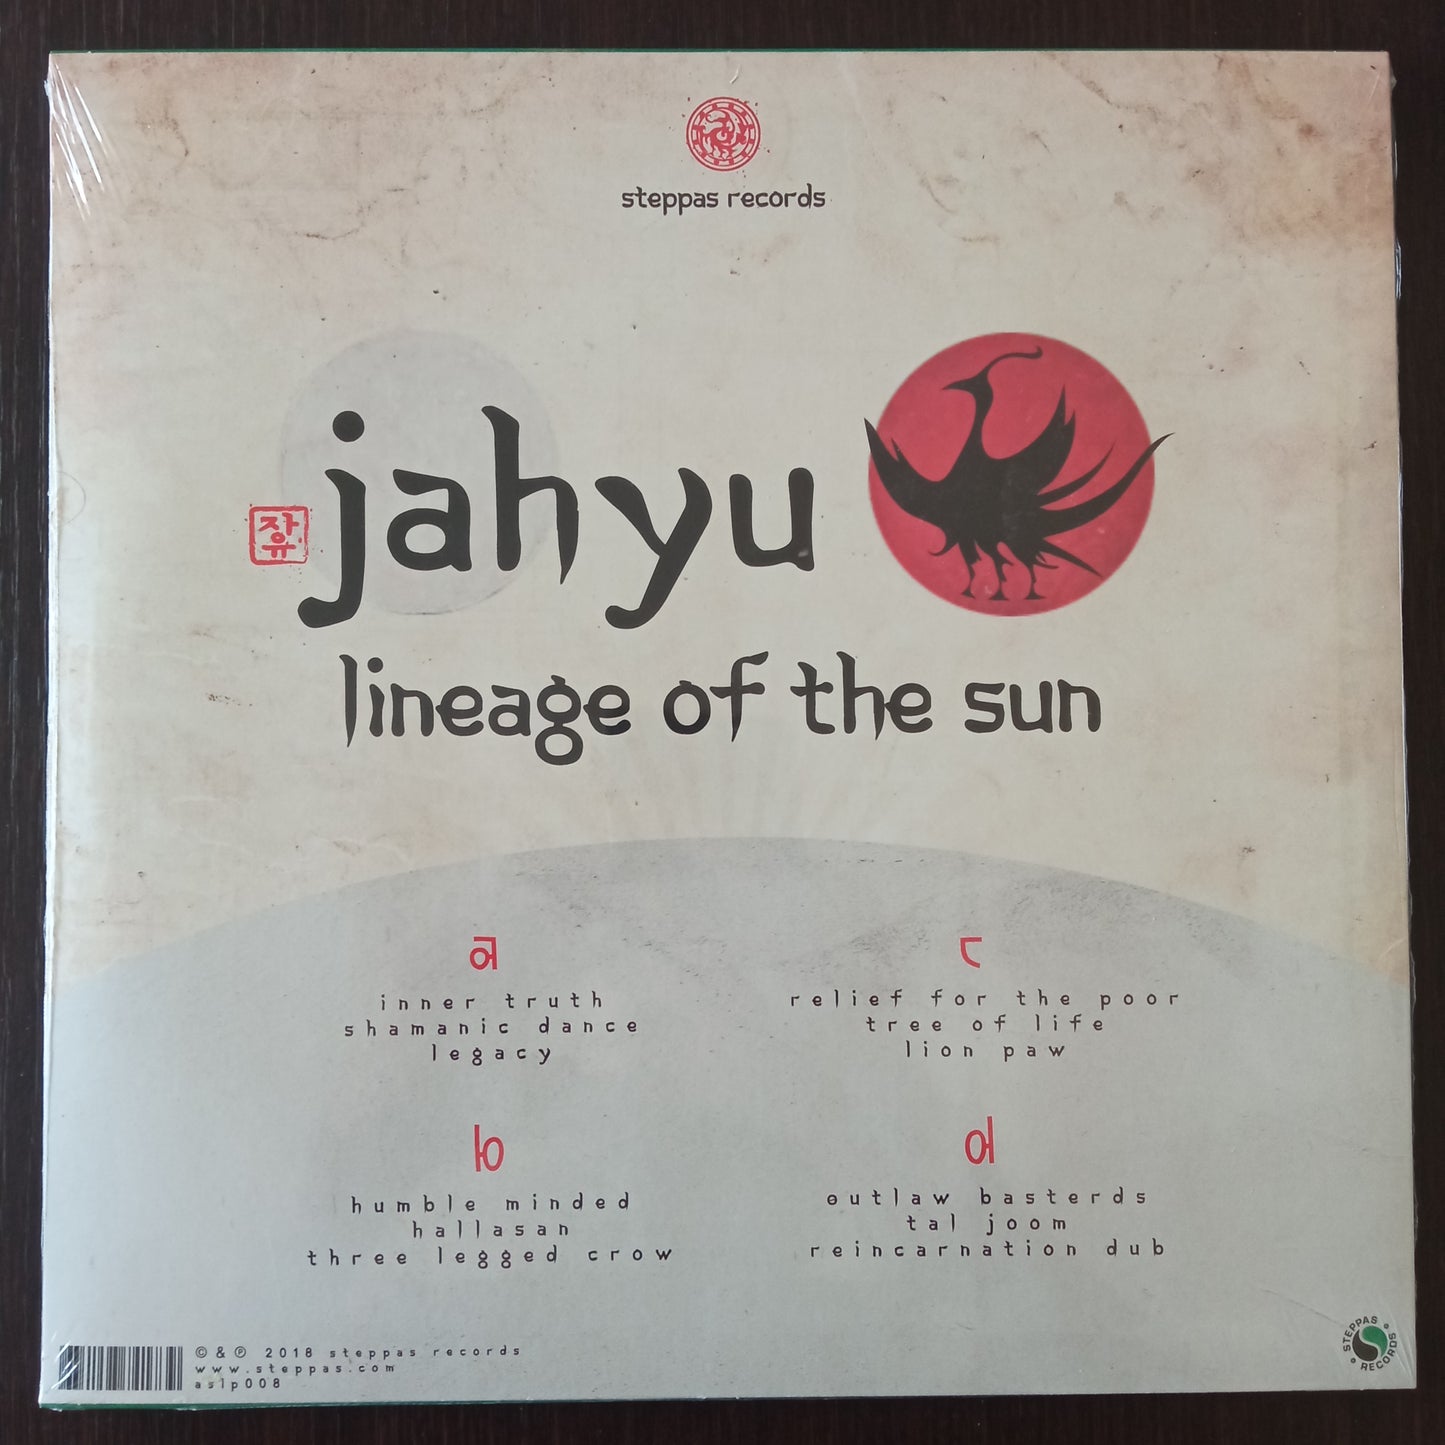 steppas records
jahyu
자
유
lineage of the sun
a
inner truth
shamanic dance
legacy
b
humble minded
hallasan
three legged crow
c
relief for the poor
tree of life
lion paw
d
outlaw basterds
tal joom
reincarnation dub
© & ℗ 2018 steppas records
www.steppas.com
aslp008
STEPPAS RECORDS